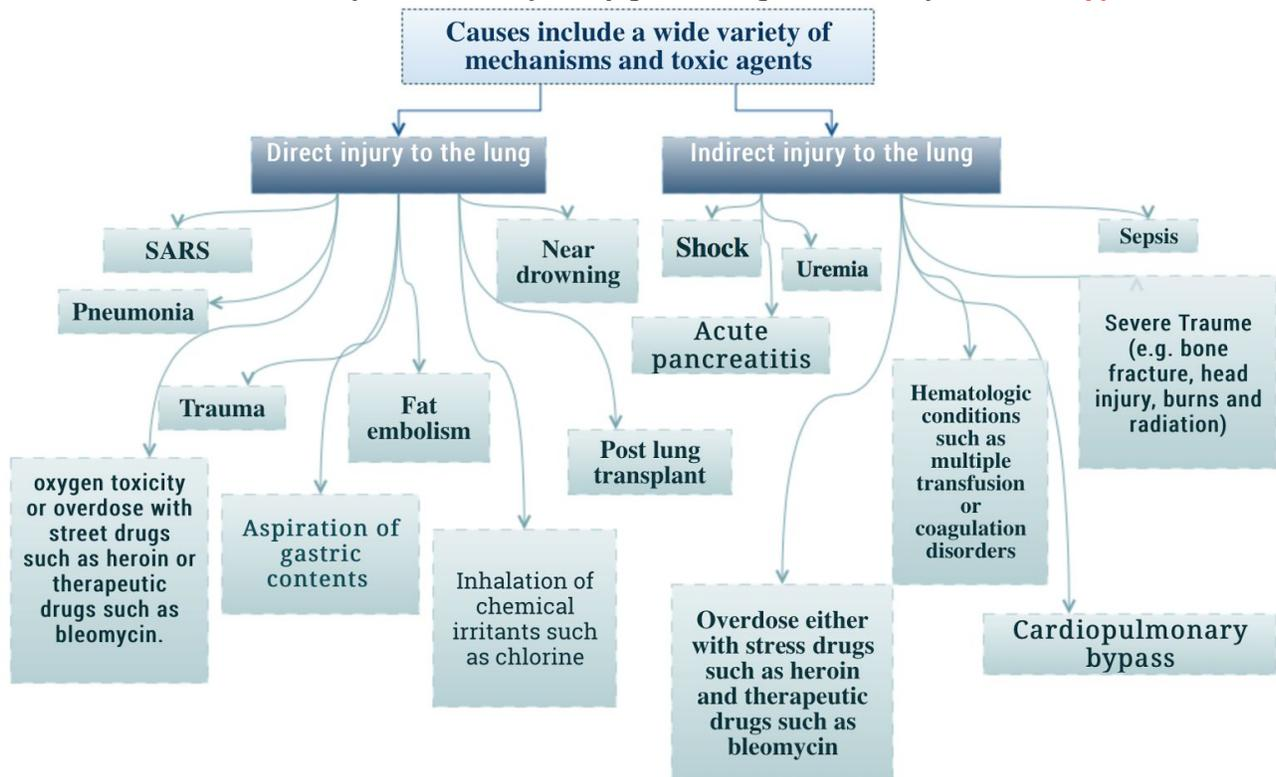 Causes include a wide variety of
mechanisms and toxic agents
Direct injury to the lung
Indirect injury to the lung
SARS
Pneumonia
Near
drowning
Trauma
Fat
embolism
Post lung
transplant
oxygen toxicity
or overdose with
street drugs
such as heroin or
therapeutic
drugs such as
bleomycin.
Aspiration of
gastric
contents
Inhalation of
chemical
irritants such
as chlorine
Shock
Uremia
Sepsis
Acute
pancreatitis
Severe Traume
(e.g. bone
fracture, head
injury, burns and
radiation)
Hematologic
conditions
such as
multiple
transfusion
or
coagulation
disorders
Overdose either
with stress drugs
such as heroin
and therapeutic
drugs such as
bleomycin
Cardiopulmonary
bypass